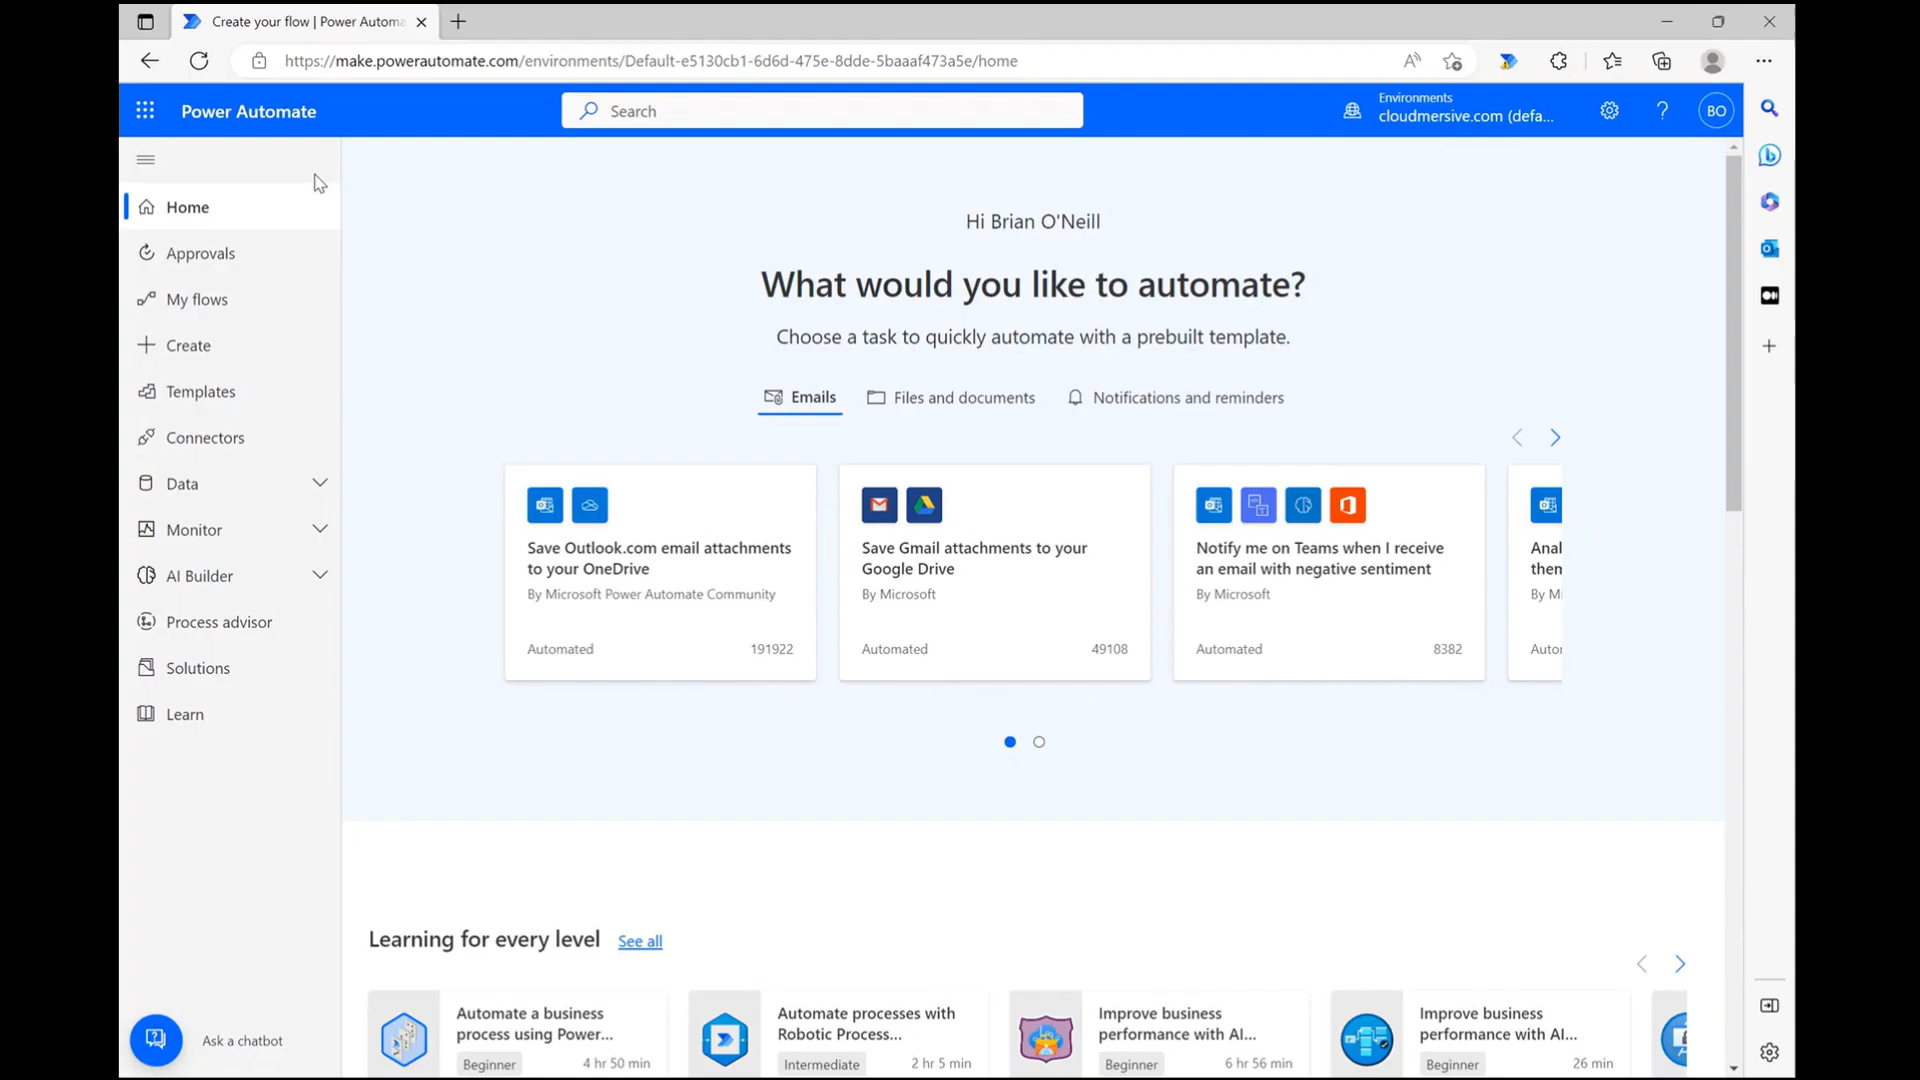 Create your flow | Power Automa
https://make.powerautomate.com/environments/Default-e5130cb1-6d6d-475e-8dde-5baaaf473a5e/home
Power Automate
Search
Environments
cloudmersive.com (defa...
BO
Home
Approvals
My flows
Create
Templates
Connectors
Data
Monitor
AI Builder
Process advisor
Solutions
Learn
Ask a chatbot
Hi Brian O'Neill
What would you like to automate?
Choose a task to quickly automate with a prebuilt template.
Emails
Files and documents
Notifications and reminders
Save Outlook.com email attachments
to your OneDrive
By Microsoft Power Automate Community
Automated 191922
Save Gmail attachments to your
Google Drive
By Microsoft
Automated 49108
Notify me on Teams when I receive
an email with negative sentiment
By Microsoft
Automated 8382
Anal
them
By Mi
Autor
Learning for every level See all
Automate a business
process using Power...
Beginner 4 hr 50 min
Automate processes with
Robotic Process...
Intermediate 2 hr 5 min
Improve business
performance with AI...
Beginner 6 hr 56 min
Improve business
performance with AI...
Beginner 26 min